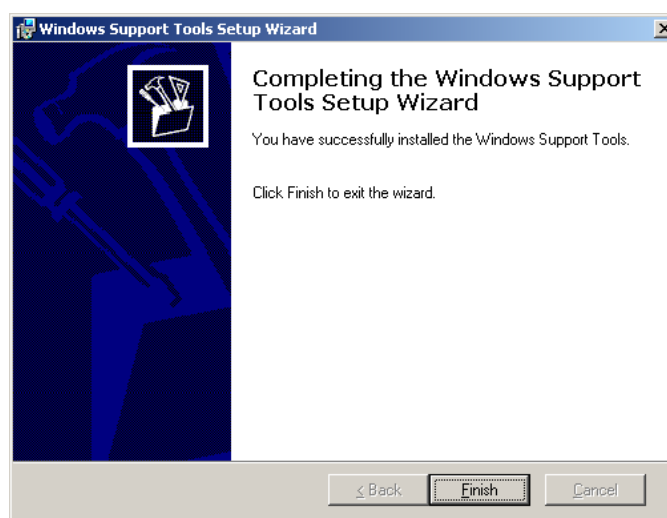 Windows Support Tools Setup Wizard
Completing the Windows Support
Tools Setup Wizard
You have successfully installed the Windows Support Tools.
Click Finish to exit the wizard.
< Back
Finish
Cancel